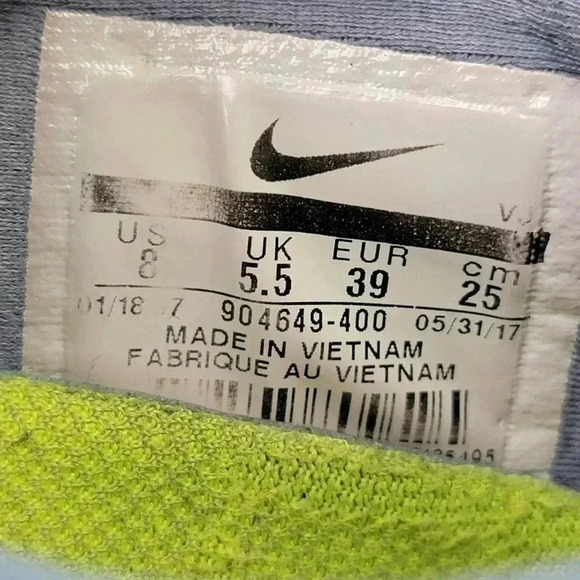 VJ
US UK EUR cm
8 5.5 39 25
01/18 7 904649-400 05/31/17
MADE IN VIETNAM
FABRIQUE AU VIETNAM